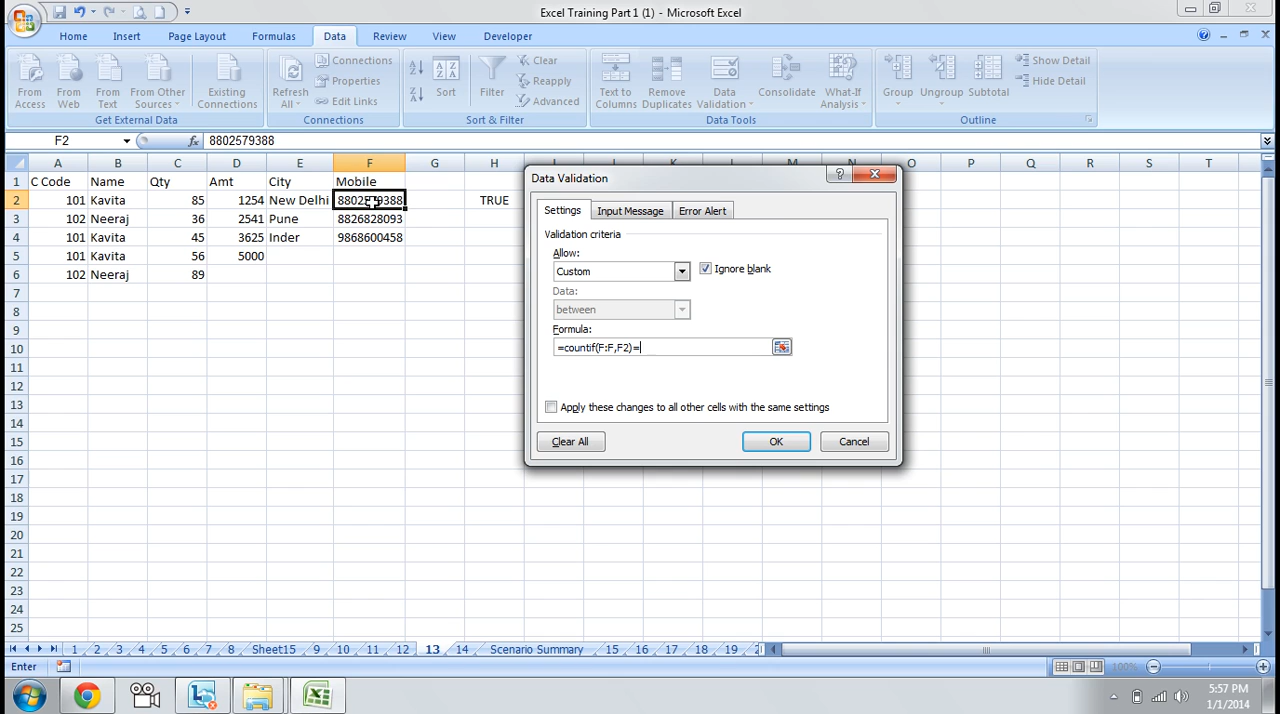 Excel Training Part 1 (1) - Microsoft Excel
Home Insert Page Layout Formulas Data Review View Developer
Connections
Properties
Edit Links
Clear
Reapply
Advanced
Show Detail
Hide Detail
From Access
From Web
From Text
From Other Sources
Existing Connections
Refresh All
Sort
Filter
Text to Columns
Remove Duplicates
Data Validation
Consolidate
What-If Analysis
Group
Ungroup
Subtotal
Get External Data Connections Sort & Filter Data Tools Outline
F2 fx 8802579388
A B C D E F G H O P Q R S T
1 C Code Name Qty Amt City Mobile
2 101 Kavita 85 1254 New Delhi 8802579388 TRUE
3 102 Neeraj 36 2541 Pune 8826828093
4 101 Kavita 45 3625 Inder 9868600458
5 101 Kavita 56 5000
6 102 Neeraj 89
7
8
9
10
11
12
13
14
15
16
17
18
19
20
21
22
23
24
25
Data Validation
Settings Input Message Error Alert
Validation criteria
Allow:
Custom
Ignore blank
Data:
between
Formula:
=countif(F:F,F2)=
Apply these changes to all other cells with the same settings
Clear All OK Cancel
1 2 3 4 5 6 7 8 Sheet15 9 10 11 12 13 14 Scenario Summary 15 16 17 18 19
Enter 100%
5:57 PM
1/1/2014